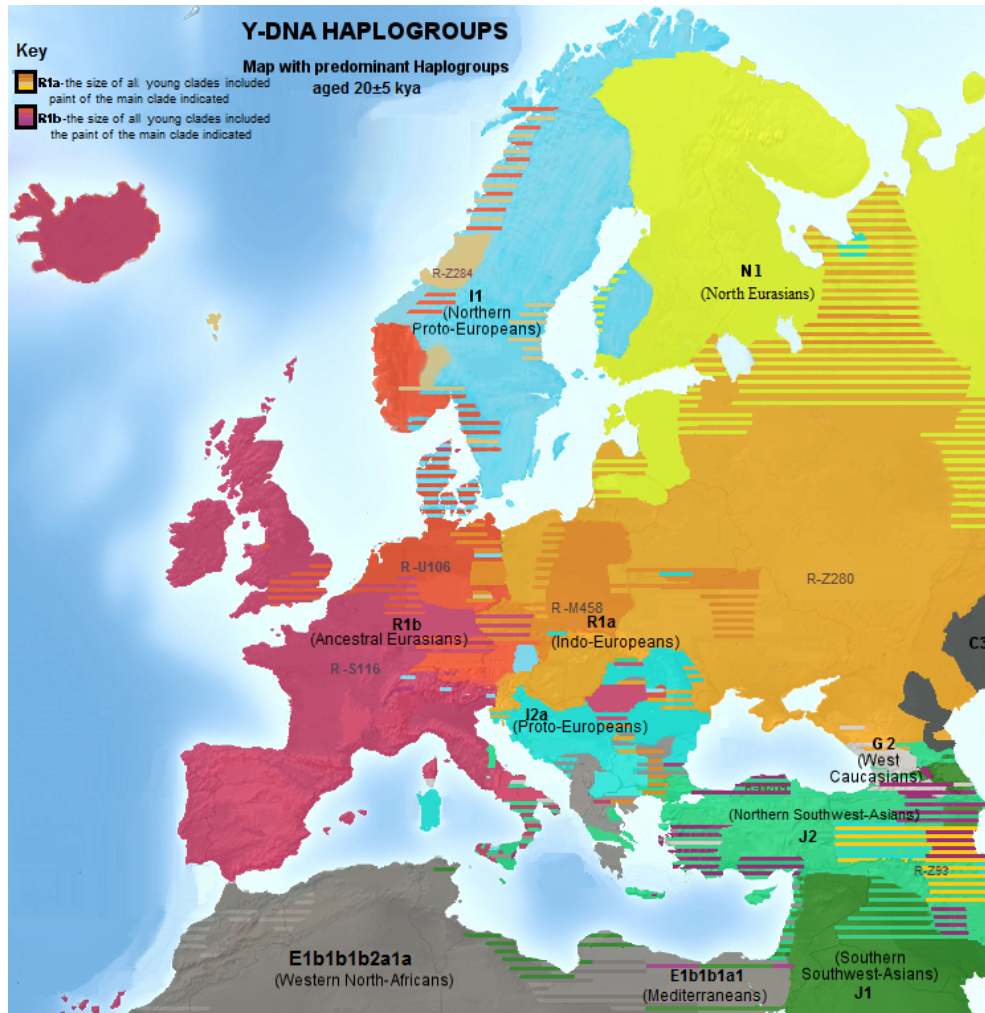 Y-DNA HAPLOGROUPS
Map with predominant Haplogroups
aged 20±5 kya
Key
R1a-the size of all young clades included
paint of the main clade indicated
R1b-the size of all young clades included
the paint of the main clade indicated
R-Z284
I1
(Northern
Proto-Europeans)
N1
(North Eurasians)
R-U106
R-Z280
R-M458
R1b
(Ancestral Eurasians)
R1a
(Indo-Europeans)
R-S116
C3
I2a
(Proto-Europeans)
G2
(West
Caucasians)
(Northern Southwest-Asians)
J2
R-Z93
E1b1b1b2a1a
(Western North-Africans)
E1b1b1a1
(Mediterraneans)
(Southern
Southwest-Asians)
J1